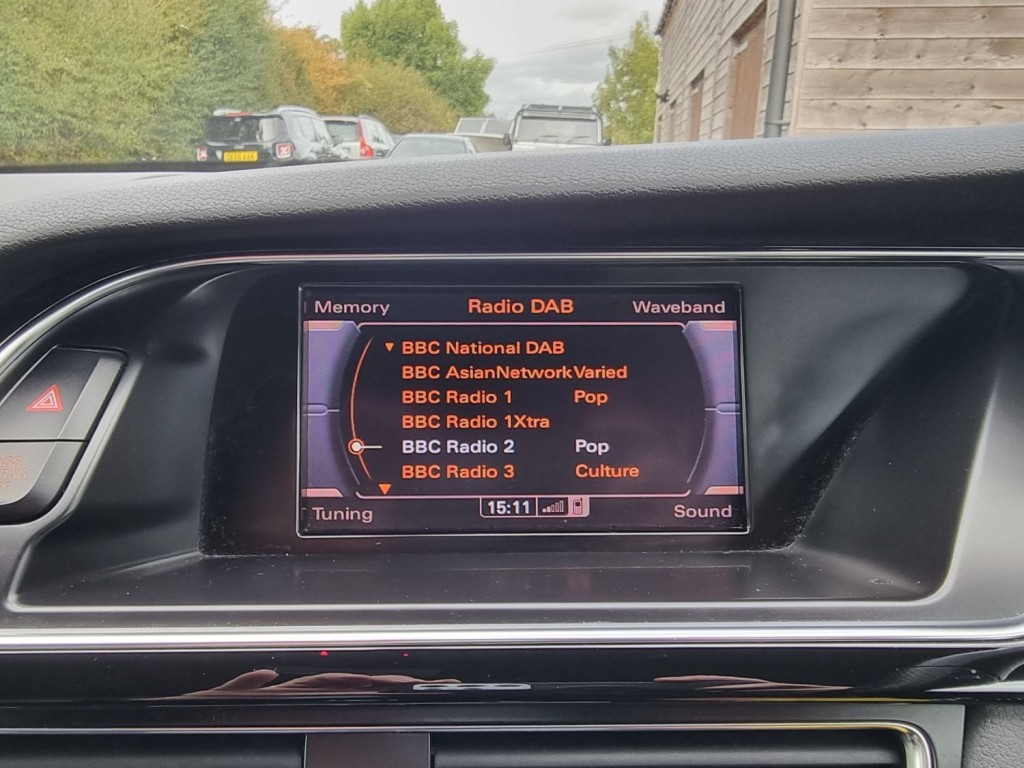 Memory Radio DAB Waveband
BBC National DAB
BBC AsianNetwork Varied
BBC Radio 1 Pop
BBC Radio 1Xtra
BBC Radio 2 Pop
BBC Radio 3 Culture
15:11
Tuning Sound